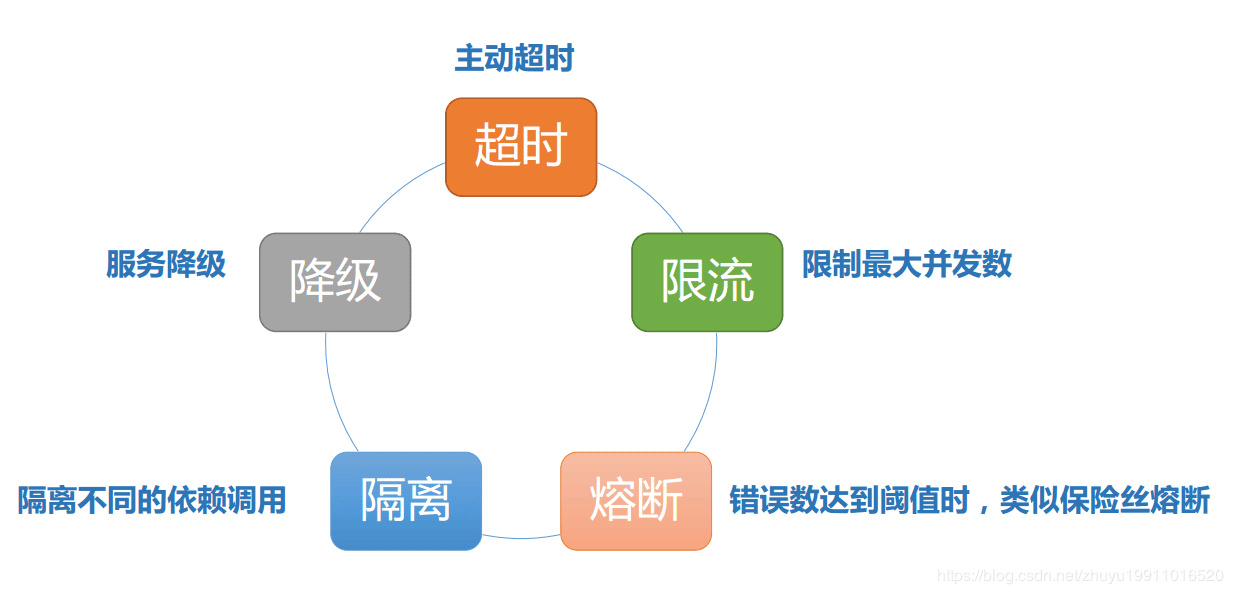 主动超时
超时
服务降级
降级
限流
限制最大并发数
隔离不同的依赖调用
隔离
熔断
错误数达到阈值时，类似保险丝熔断
https://blog.csdn.net/zhuyu19911016520